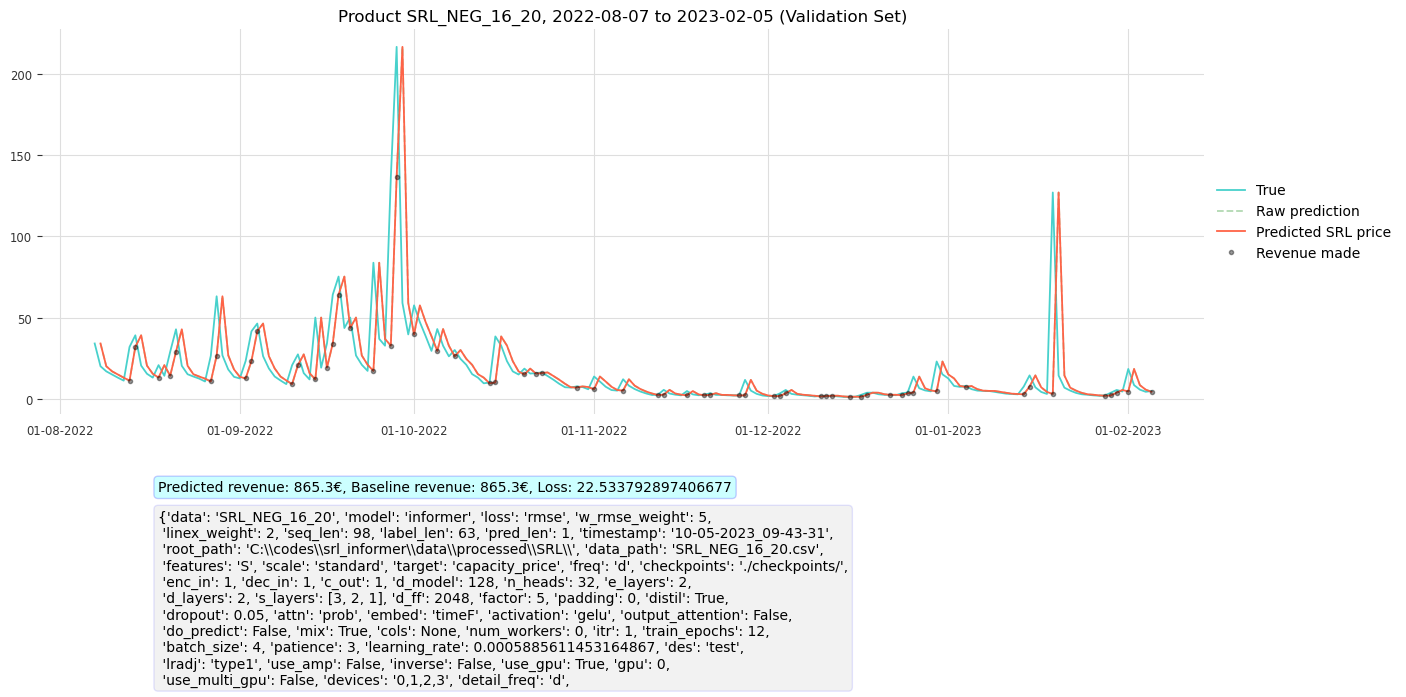 Product SRL_NEG_16_20, 2022-08-07 to 2023-02-05 (Validation Set)
200
150
100
50
0
01-08-2022
01-09-2022
01-10-2022
01-11-2022
01-12-2022
01-01-2023
01-02-2023
True
Raw prediction
Predicted SRL price
Revenue made
Predicted revenue: 865.3€, Baseline revenue: 865.3€, Loss: 22.533792897406677
{'data': 'SRL_NEG_16_20', 'model': 'informer', 'loss': 'rmse', 'w_rmse_weight': 5,
'linex_weight': 2, 'seq_len': 98, 'label_len': 63, 'pred_len': 1, 'timestamp': '10-05-2023_09-43-31',
'root_path': 'C:\\codes\\srl_informer\\data\\processed\\SRL\\', 'data_path': 'SRL_NEG_16_20.csv',
'features': 'S', 'scale': 'standard', 'target': 'capacity_price', 'freq': 'd', 'checkpoints': './checkpoints/',
'enc_in': 1, 'dec_in': 1, 'c_out': 1, 'd_model': 128, 'n_heads': 32, 'e_layers': 2,
'd_layers': 2, 's_layers': [3, 2, 1], 'd_ff': 2048, 'factor': 5, 'padding': 0, 'distil': True,
'dropout': 0.05, 'attn': 'prob', 'embed': 'timeF', 'activation': 'gelu', 'output_attention': False,
'do_predict': False, 'mix': True, 'cols': None, 'num_workers': 0, 'itr': 1, 'train_epochs': 12,
'batch_size': 4, 'patience': 3, 'learning_rate': 0.0005885611453164867, 'des': 'test',
'lradj': 'type1', 'use_amp': False, 'inverse': False, 'use_gpu': True, 'gpu': 0,
'use_multi_gpu': False, 'devices': '0,1,2,3', 'detail_freq': 'd',